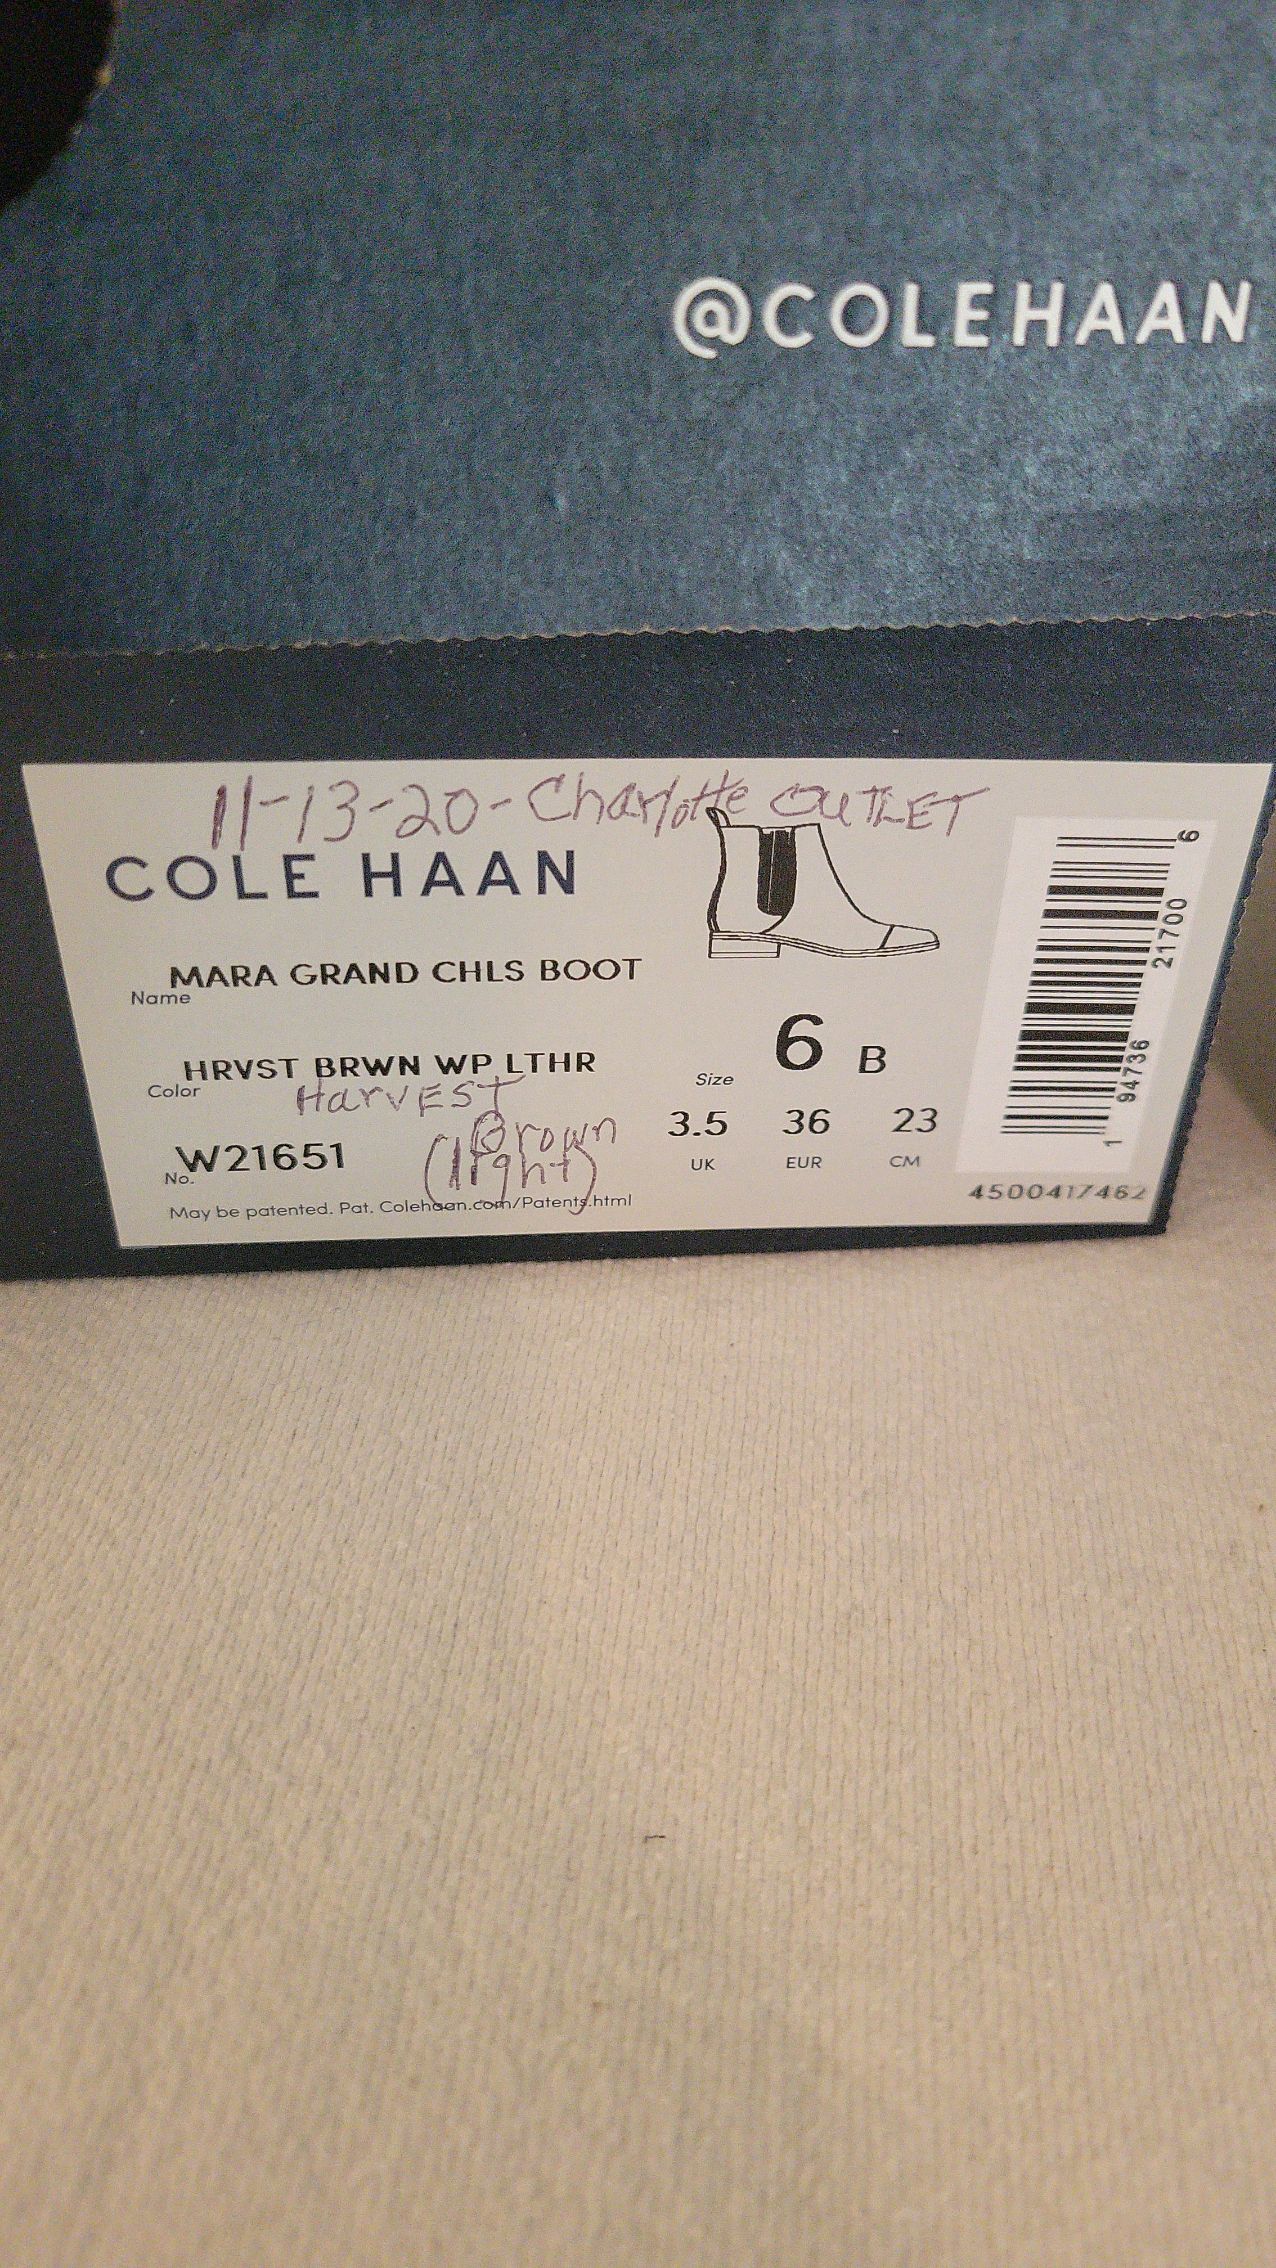 @COLEHAAN
11-13-20-Charlotte OUTLET
COLE HAAN
MARA GRAND CHLS BOOT
Name
HRVST BRWN WP LTHR
Color
Harvest
Brown
(light)
W21651
No.
May be patented. Pat. Colehaan.com/Patents.html
6 B
Size
3.5 36 23
UK EUR CM
1 94736 21700 6
4500417462